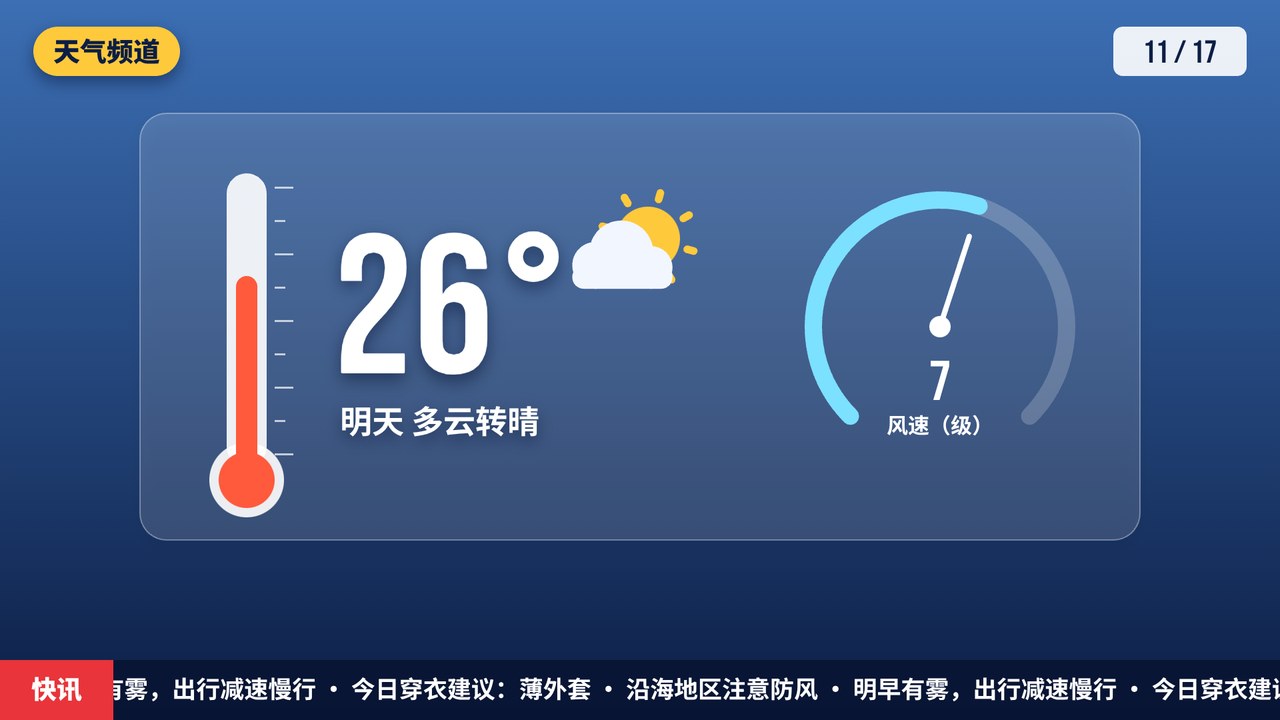 天气频道
11 / 17
26°
明天 多云转晴
7
风速（级）
快讯
有雾，出行减速慢行 • 今日穿衣建议：薄外套 • 沿海地区注意防风 • 明早有雾，出行减速慢行 • 今日穿衣建